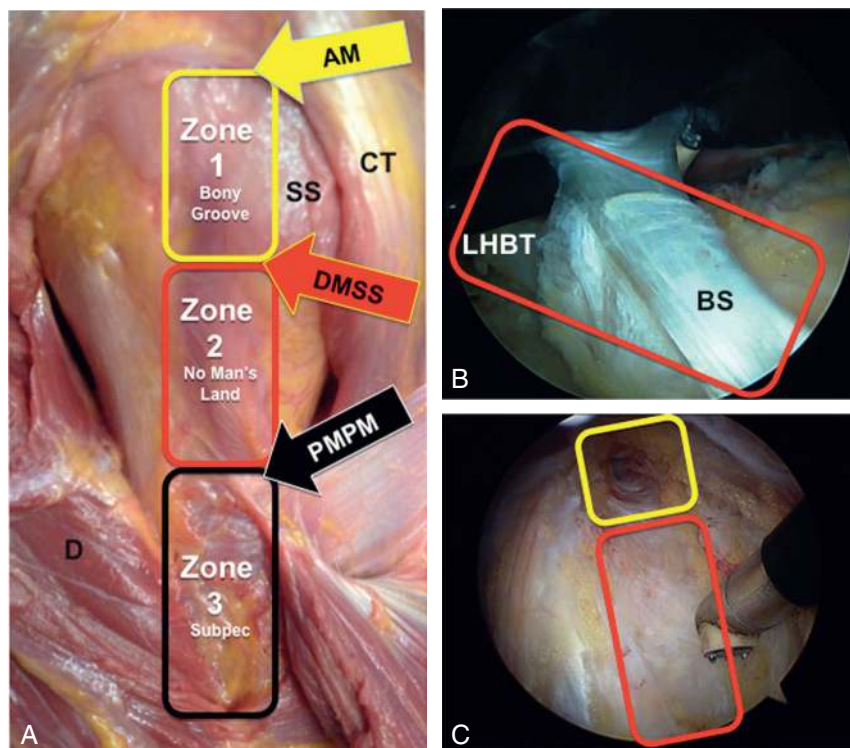 AM
Zone
1
Bony
Groove
SS
CT
DMSS
Zone
2
No Man's
Land
PMPM
D
Zone
3
Subpec
A
LHBT
BS
B
C